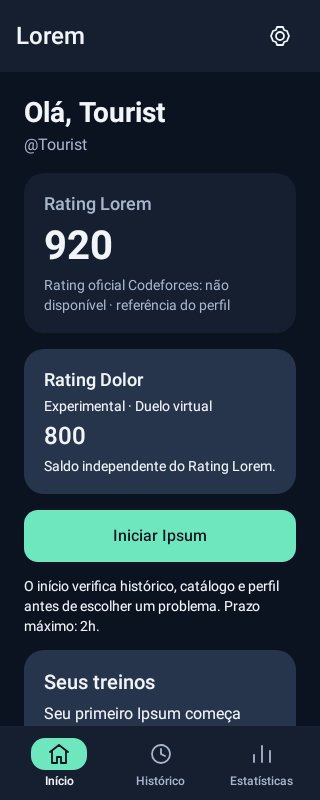 Lorem
Olá, Tourist
@Tourist
Rating Lorem
920
Rating oficial Codeforces: não
disponível · referência do perfil
Rating Dolor
Experimental · Duelo virtual
800
Saldo independente do Rating Lorem.
Iniciar Ipsum
O início verifica histórico, catálogo e perfil
antes de escolher um problema. Prazo
máximo: 2h.
Seus treinos
Seu primeiro Ipsum começa
Início
Histórico
Estatísticas